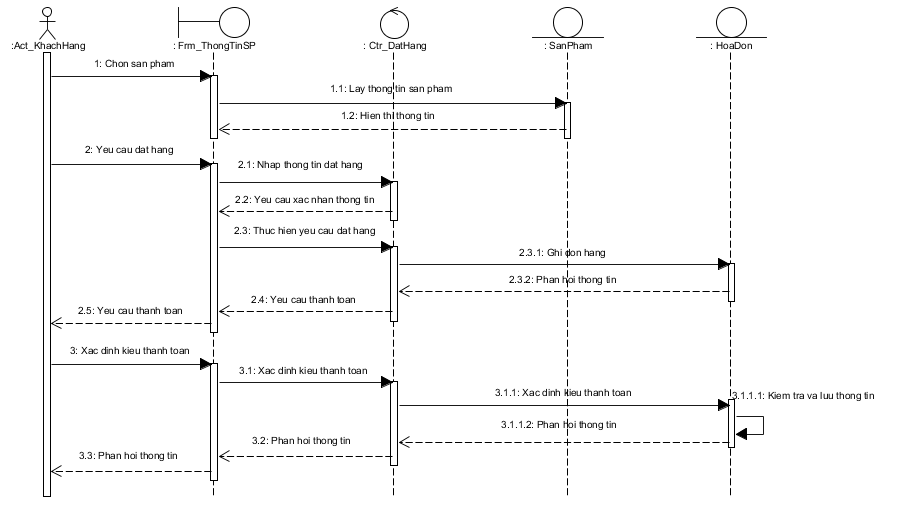 :Act_KhachHang
: Frm_ThongTinSP
: Ctr_DatHang
: SanPham
: HoaDon
1: Chon san pham
1.1: Lay thong tin san pham
1.2: Hien thi thong tin
2: Yeu cau dat hang
2.1: Nhap thong tin dat hang
2.2: Yeu cau xac nhan thong tin
2.3: Thuc hien yeu cau dat hang
2.3.1: Ghi don hang
2.3.2: Phan hoi thong tin
2.4: Yeu cau thanh toan
2.5: Yeu cau thanh toan
3: Xac dinh kieu thanh toan
3.1: Xac dinh kieu thanh toan
3.1.1: Xac dinh kieu thanh toan
3.1.1.1: Kiem tra va luu thong tin
3.1.1.2: Phan hoi thong tin
3.2: Phan hoi thong tin
3.3: Phan hoi thong tin